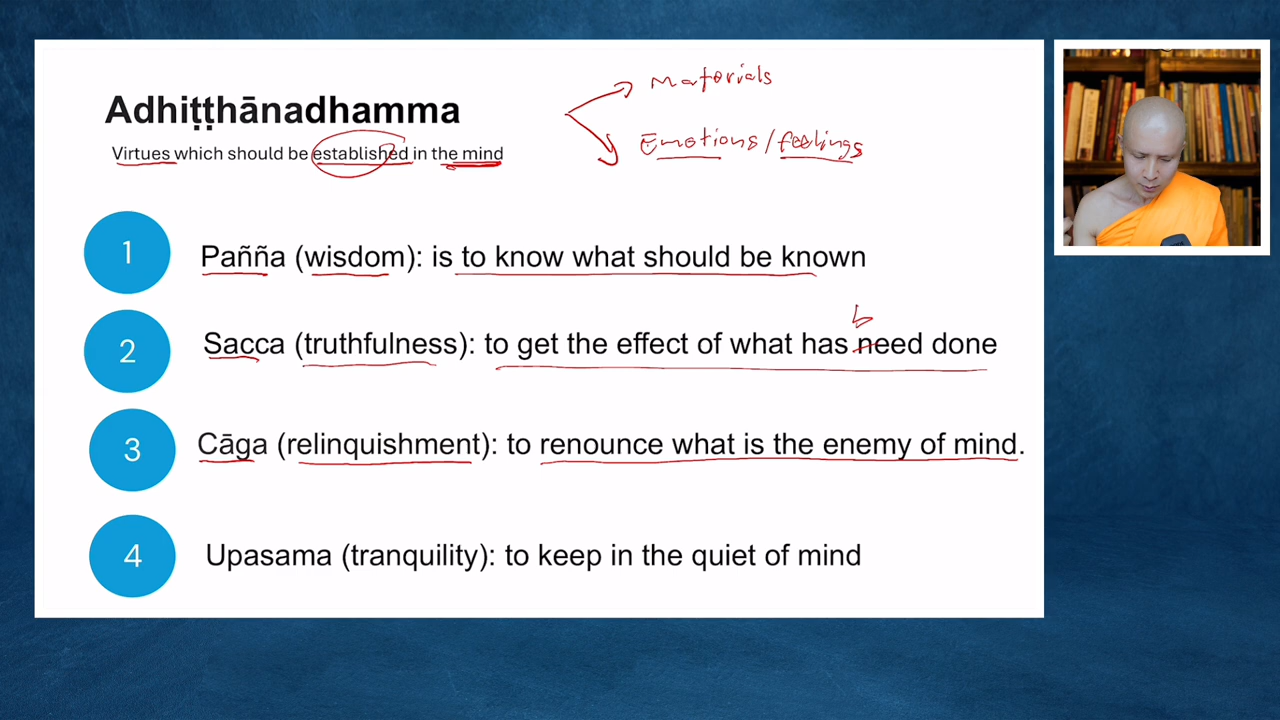 Materials
Adhiṭṭhānadhamma
Emotions/feelings
Virtues which should be established in the mind
1 Pañña (wisdom): is to know what should be known
b
2 Sacca (truthfulness): to get the effect of what has need done
3 Cāga (relinquishment): to renounce what is the enemy of mind.
4 Upasama (tranquility): to keep in the quiet of mind